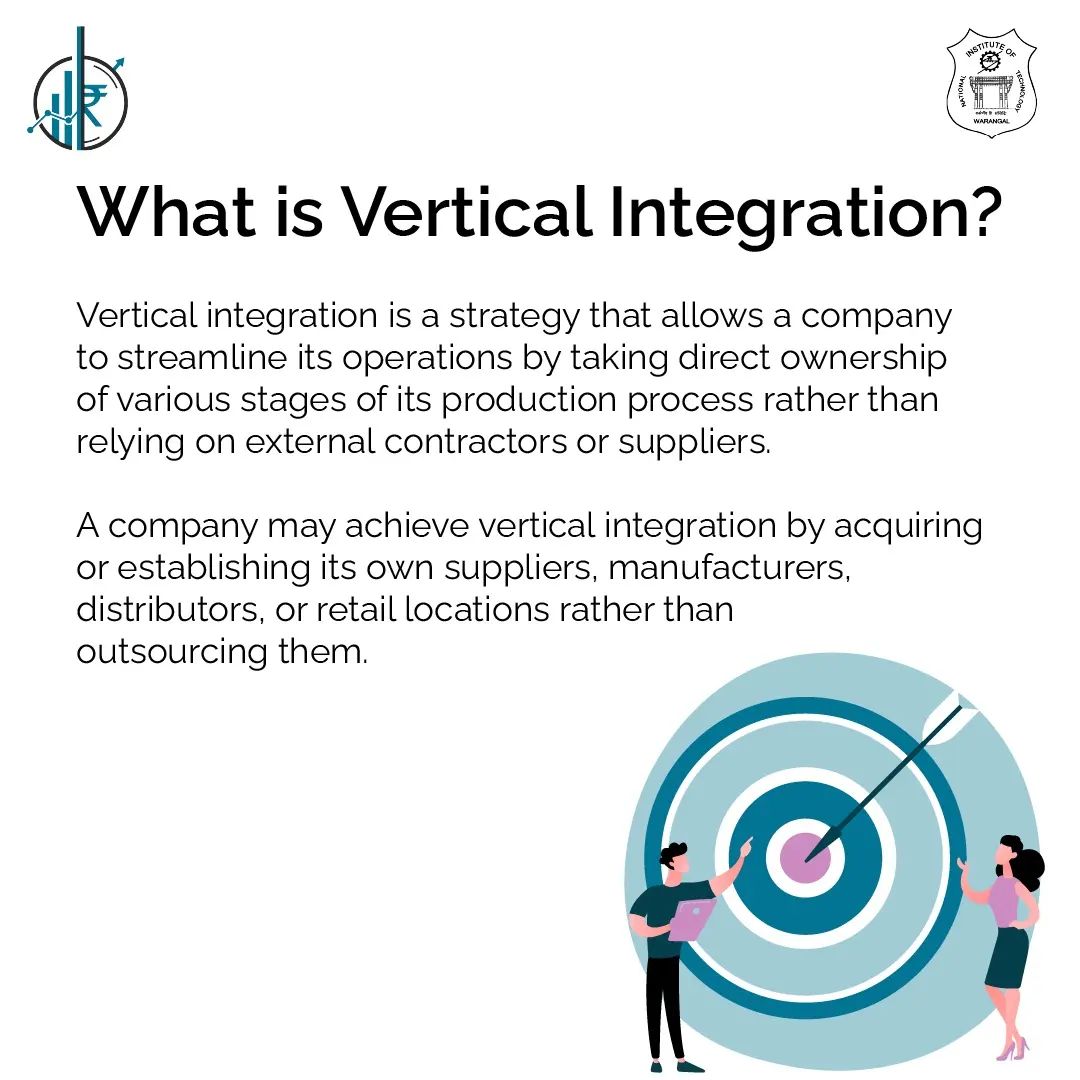 INSTITUTE OF
NATIONAL
TECHNOLOGY
WARANGAL
What is Vertical Integration?
Vertical integration is a strategy that allows a company
to streamline its operations by taking direct ownership
of various stages of its production process rather than
relying on external contractors or suppliers.
A company may achieve vertical integration by acquiring
or establishing its own suppliers, manufacturers,
distributors, or retail locations rather than
outsourcing them.